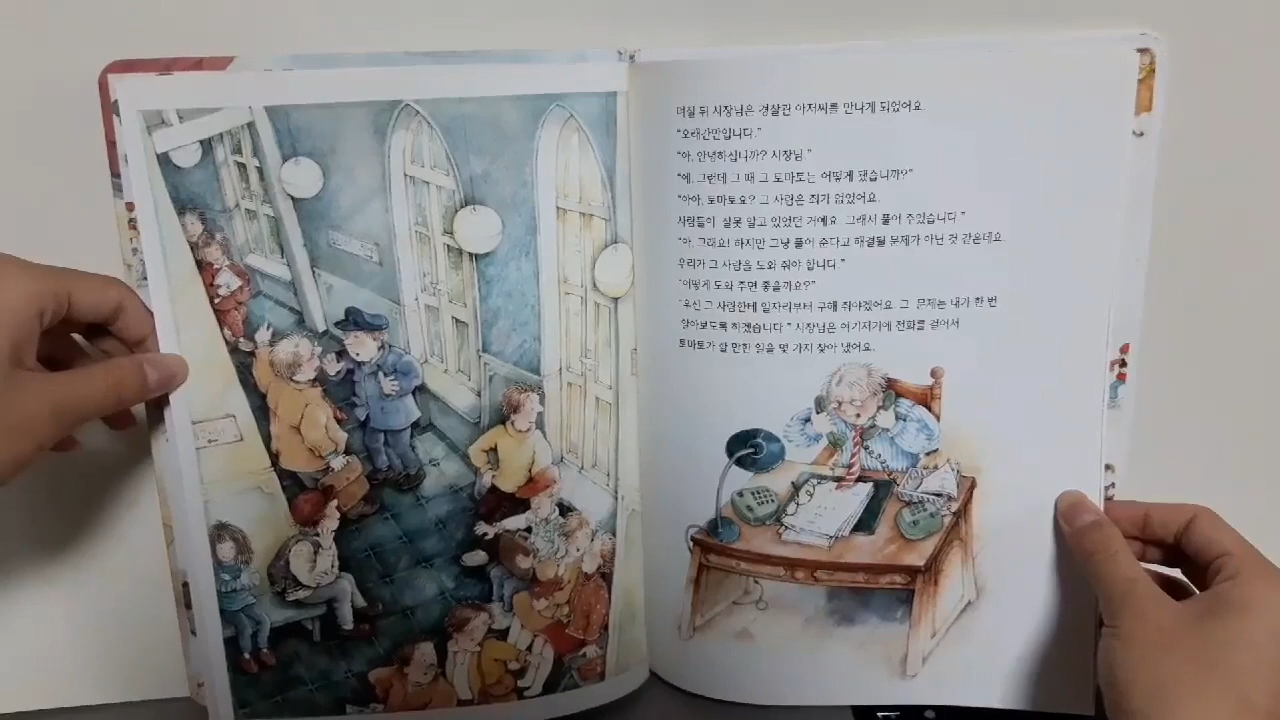 며칠 뒤 시장님은 경찰관 아저씨를 만나게 되었어요.
"오래간만입니다."
"아, 안녕하십니까? 시장님."
"예, 그런데 그 때 그 토마토는 어떻게 됐습니까?"
"아아, 토마토요? 그 사람은 죄가 없었어요.
사람들이 잘못 알고 있었던 거예요. 그래서 풀어 주었습니다."
"아, 그래요! 하지만 그냥 풀어 준다고 해결될 문제가 아닌 것 같은데요.
우리가 그 사람을 도와 줘야 합니다."
"어떻게 도와 주면 좋을까요?"
"우선 그 사람한테 일자리부터 구해 줘야겠어요. 그 문제는 내가 한 번
알아보도록 하겠습니다." 시장님은 여기저기에 전화를 걸어서
토마토가 할 만한 일을 몇 가지 찾아 냈어요.